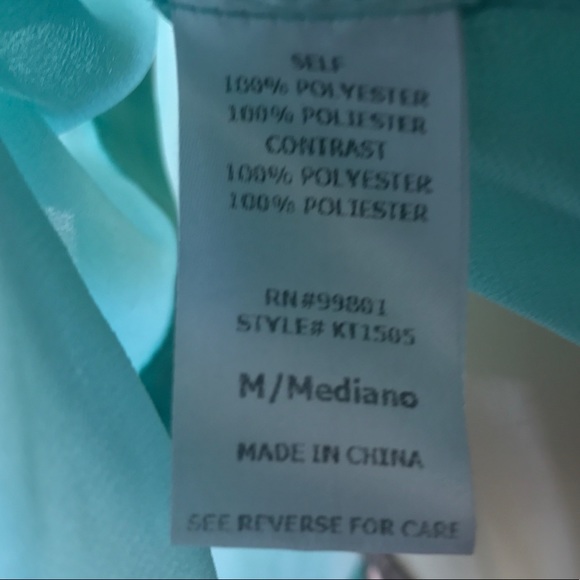 SELF
100% POLYESTER
100% POLIESTER
CONTRAST
100% POLYESTER
100% POLIESTER
RN#99801
STYLE# KT1505
M/Mediano
MADE IN CHINA
SEE REVERSE FOR CARE